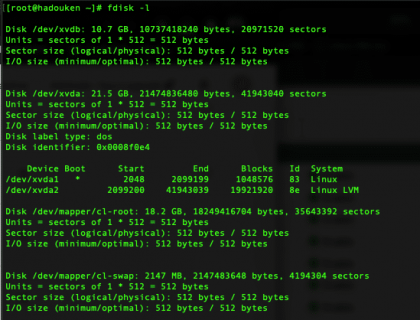 [[root@hadouken ~]# fdisk -l
Disk /dev/xvdb: 10.7 GB, 10737418240 bytes, 20971520 sectors
Units = sectors of 1 * 512 = 512 bytes
Sector size (logical/physical): 512 bytes / 512 bytes
I/O size (minimum/optimal): 512 bytes / 512 bytes
Disk /dev/xvda: 21.5 GB, 21474836480 bytes, 41943040 sectors
Units = sectors of 1 * 512 = 512 bytes
Sector size (logical/physical): 512 bytes / 512 bytes
I/O size (minimum/optimal): 512 bytes / 512 bytes
Disk label type: dos
Disk identifier: 0x0008f0e4
Device Boot Start End Blocks Id System
/dev/xvda1 * 2048 2099199 1048576 83 Linux
/dev/xvda2 2099200 41943039 19921920 8e Linux LVM
Disk /dev/mapper/cl-root: 18.2 GB, 18249416704 bytes, 35643392 sectors
Units = sectors of 1 * 512 = 512 bytes
Sector size (logical/physical): 512 bytes / 512 bytes
I/O size (minimum/optimal): 512 bytes / 512 bytes
Disk /dev/mapper/cl-swap: 2147 MB, 2147483648 bytes, 4194304 sectors
Units = sectors of 1 * 512 = 512 bytes
Sector size (logical/physical): 512 bytes / 512 bytes
I/O size (minimum/optimal): 512 bytes / 512 bytes